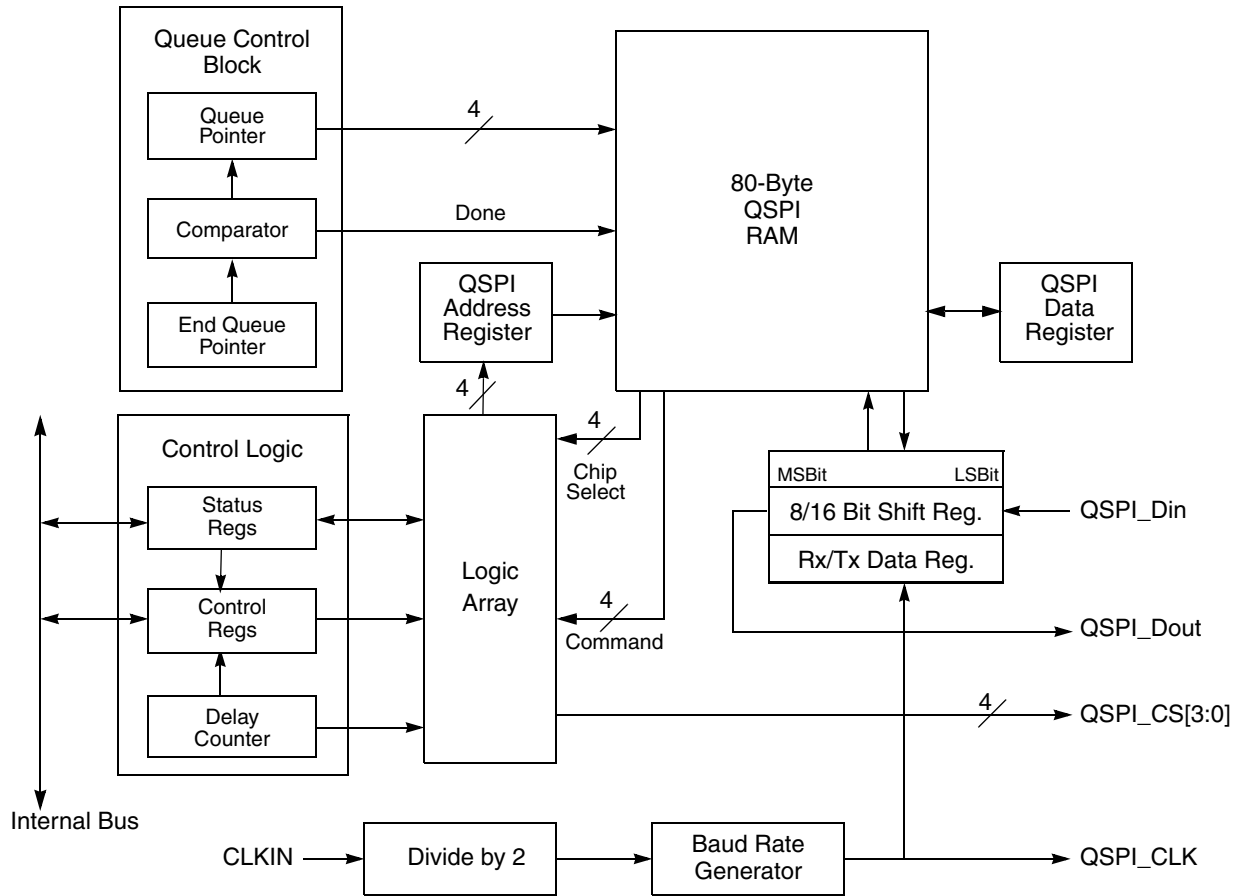 Queue Control
Block
Queue
Pointer
4
Comparator
Done
End Queue
Pointer
80-Byte
QSPI
RAM
QSPI
Address
Register
QSPI
Data
Register
4
Control Logic
Status
Regs
Control
Regs
Delay
Counter
Internal Bus
Logic
Array
4
Chip
Select
4
Command
MSBit
LSBit
8/16 Bit Shift Reg.
Rx/Tx Data Reg.
QSPI_Din
QSPI_Dout
4
QSPI_CS[3:0]
CLKIN
Divide by 2
Baud Rate
Generator
QSPI_CLK